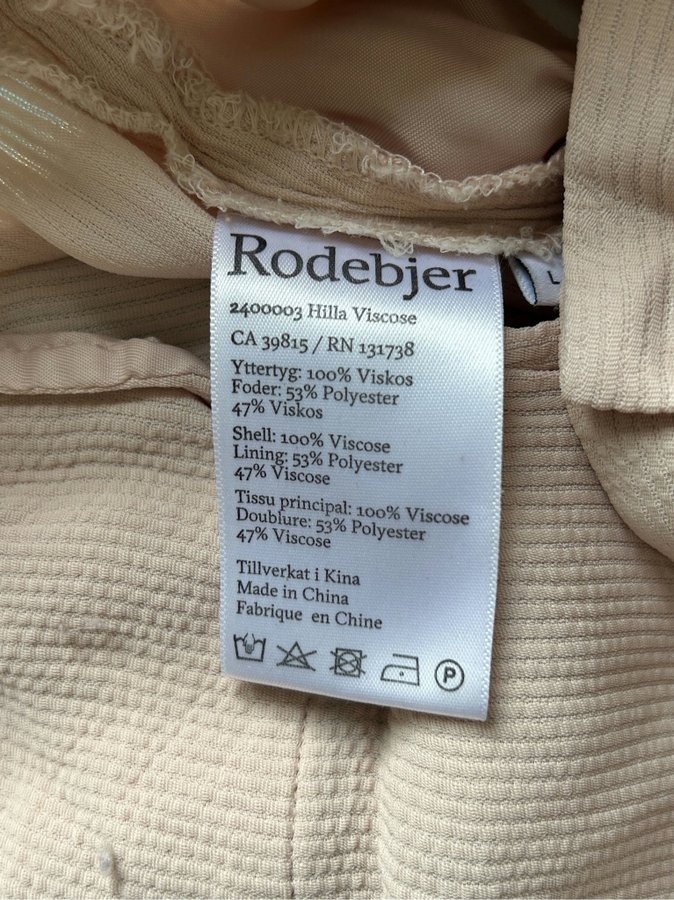 Rodebjer
2400003 Hilla Viscose
CA 39815 / RN 131738
Yttertyg: 100% Viskos
Foder: 53% Polyester
47% Viskos
Shell: 100% Viscose
Lining: 53% Polyester
47% Viscose
Tissu principal: 100% Viscose
Doublure: 53% Polyester
47% Viscose
Tillverkat i Kina
Made in China
Fabrique en Chine
P